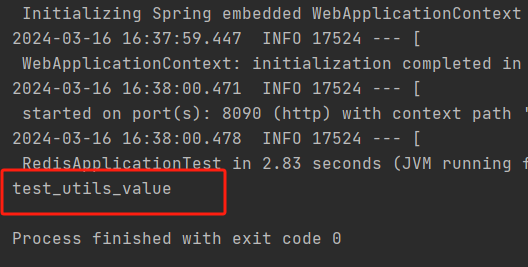 Initializing Spring embedded WebApplicationContext
2024-03-16 16:37:59.447  INFO 17524 --- [
WebApplicationContext: initialization completed in
2024-03-16 16:38:00.471  INFO 17524 --- [
started on port(s): 8090 (http) with context path '
2024-03-16 16:38:00.478  INFO 17524 --- [
RedisApplicationTest in 2.83 seconds (JVM running f
test_utils_value
Process finished with exit code 0